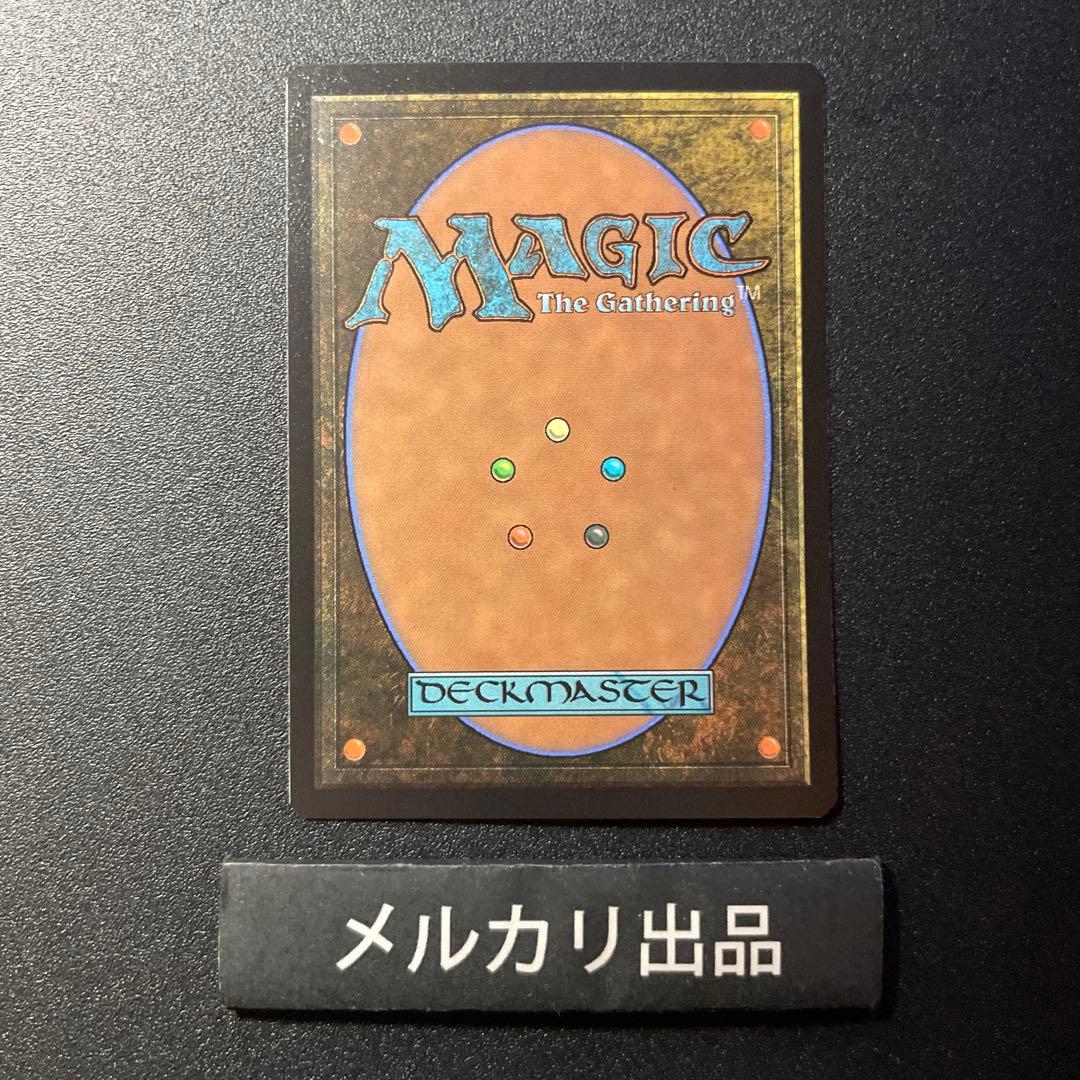 MAGIC
The Gathering™
DECKMASTER
メルカリ出品